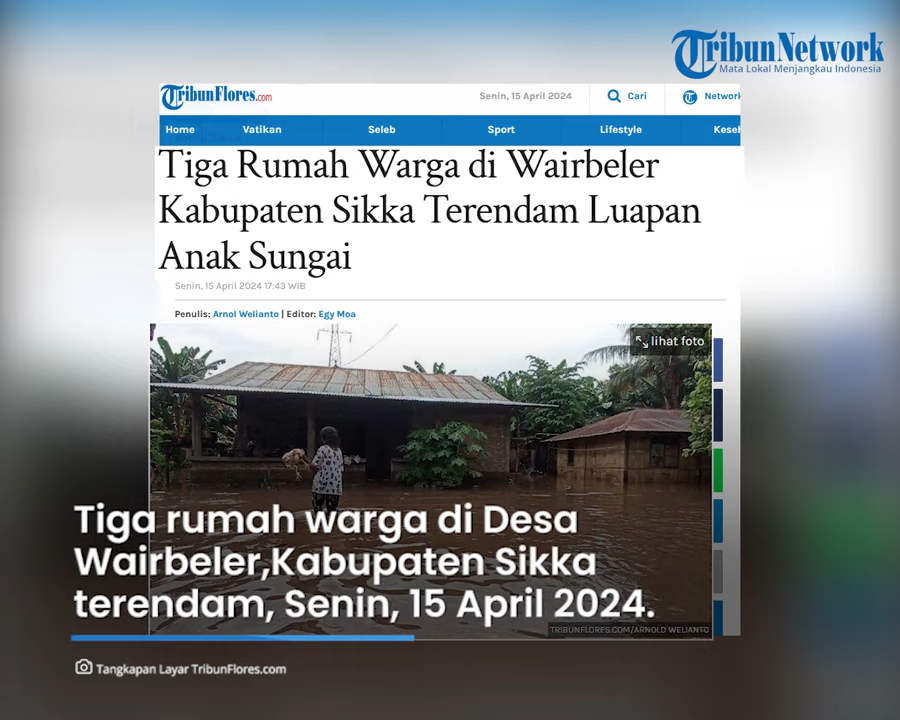 TribunNetwork
Mata Lokal Menjangkau Indonesia
TribunFlores.com
Senin, 15 April 2024
Cari
Network
Home Vatikan Seleb Sport Lifestyle Keseh
Tiga Rumah Warga di Wairbeler
Kabupaten Sikka Terendam Luapan
Anak Sungai
Senin, 15 April 2024 17:43 WIB
Penulis: Arnol Welianto | Editor: Egy Moa
lihat foto
Tiga rumah warga di Desa
Wairbeler,Kabupaten Sikka
terendam, Senin, 15 April 2024.
TRIBUNFLORES.COM/ARNOLD WELIANTO
Tangkapan Layar TribunFlores.com